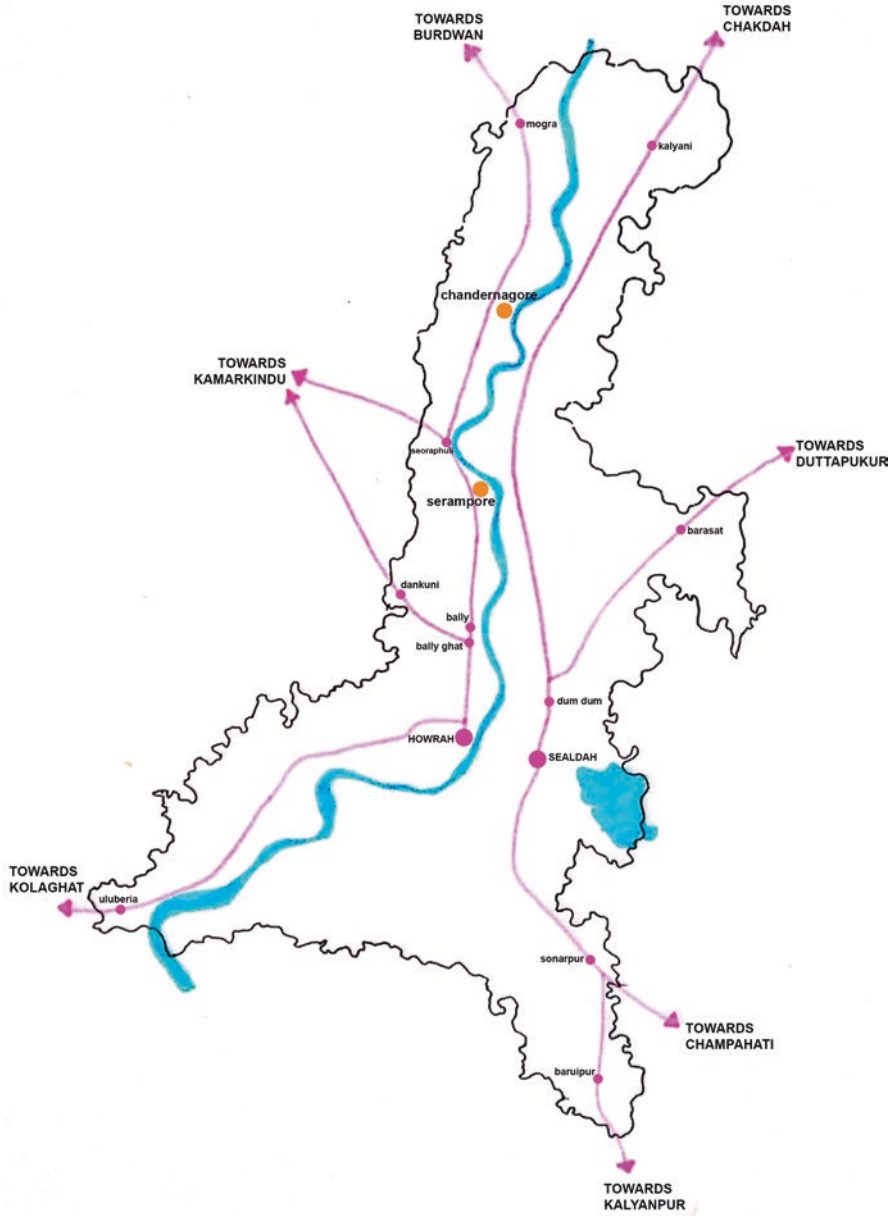 TOWARDS
BURDWAN
TOWARDS
CHAKDAH
mogra
kalyani
chandernagore
TOWARDS
KAMARKINDU
seoraphuli
TOWARDS
DUTTAPUKUR
serampore
barasat
dankuni
bally
bally ghat
dum dum
HOWRAH
SEALDAH
TOWARDS
KOLAGHAT
uluberia
sonarpur
TOWARDS
CHAMPAHATI
baruipur
TOWARDS
KALYANPUR